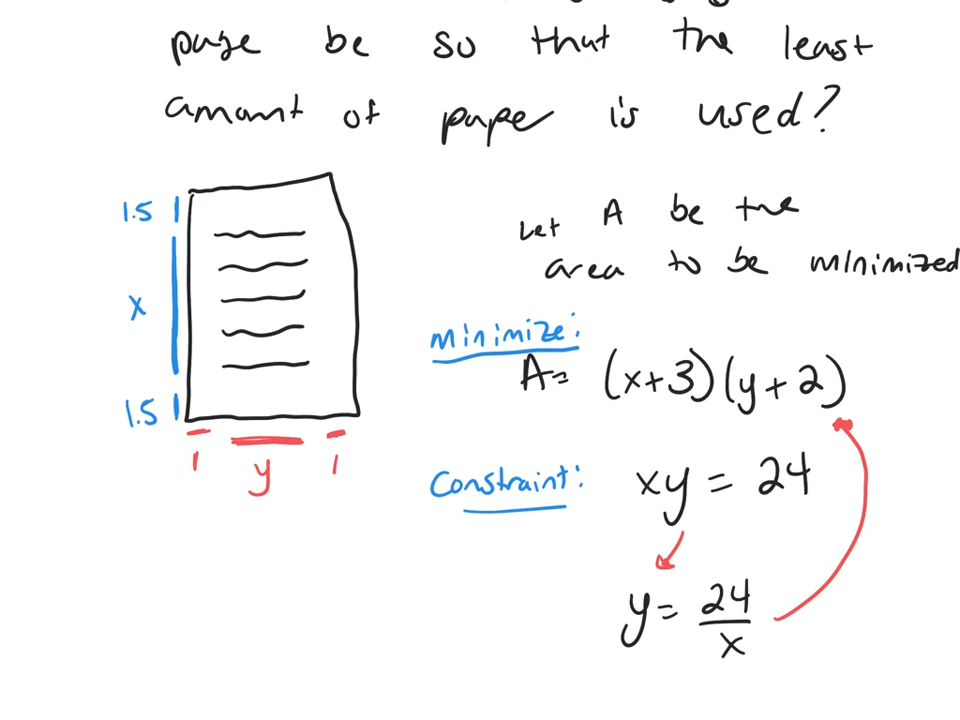 page be so that the least
amount of pape is used?
1.5
x
1.5
1 y 1
Let A be the
area to be minimized
minimize:
A= (x+3)(y+2)
Constraint: xy = 24
y= 24/x